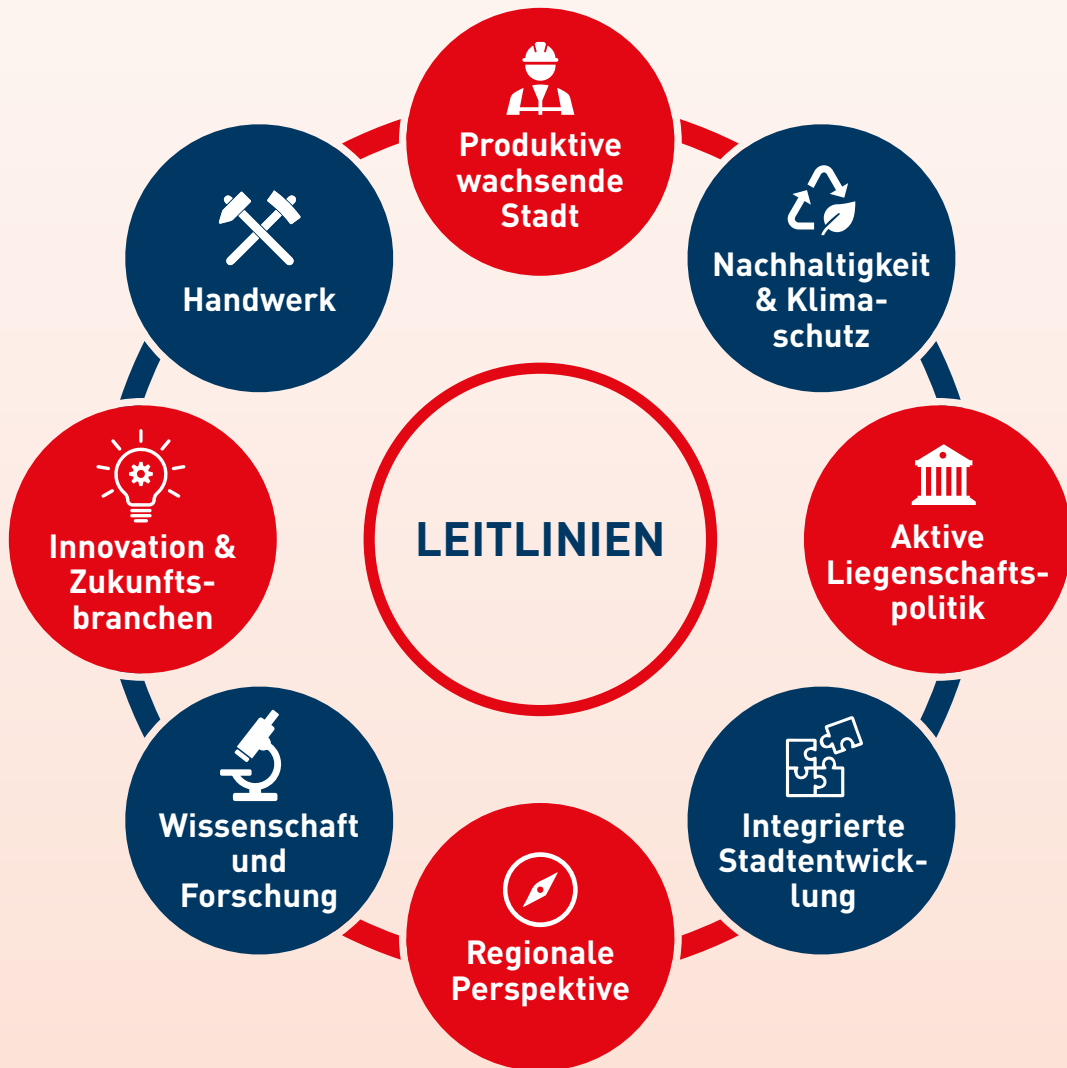 Produktive
wachsende
Stadt
Nachhaltigkeit
& Klima-
schutz
Aktive
Liegenschafts-
politik
Integrierte
Stadtentwick-
lung
Regionale
Perspektive
Wissenschaft
und
Forschung
Innovation &
Zukunfts-
branchen
Handwerk
LEITLINIEN